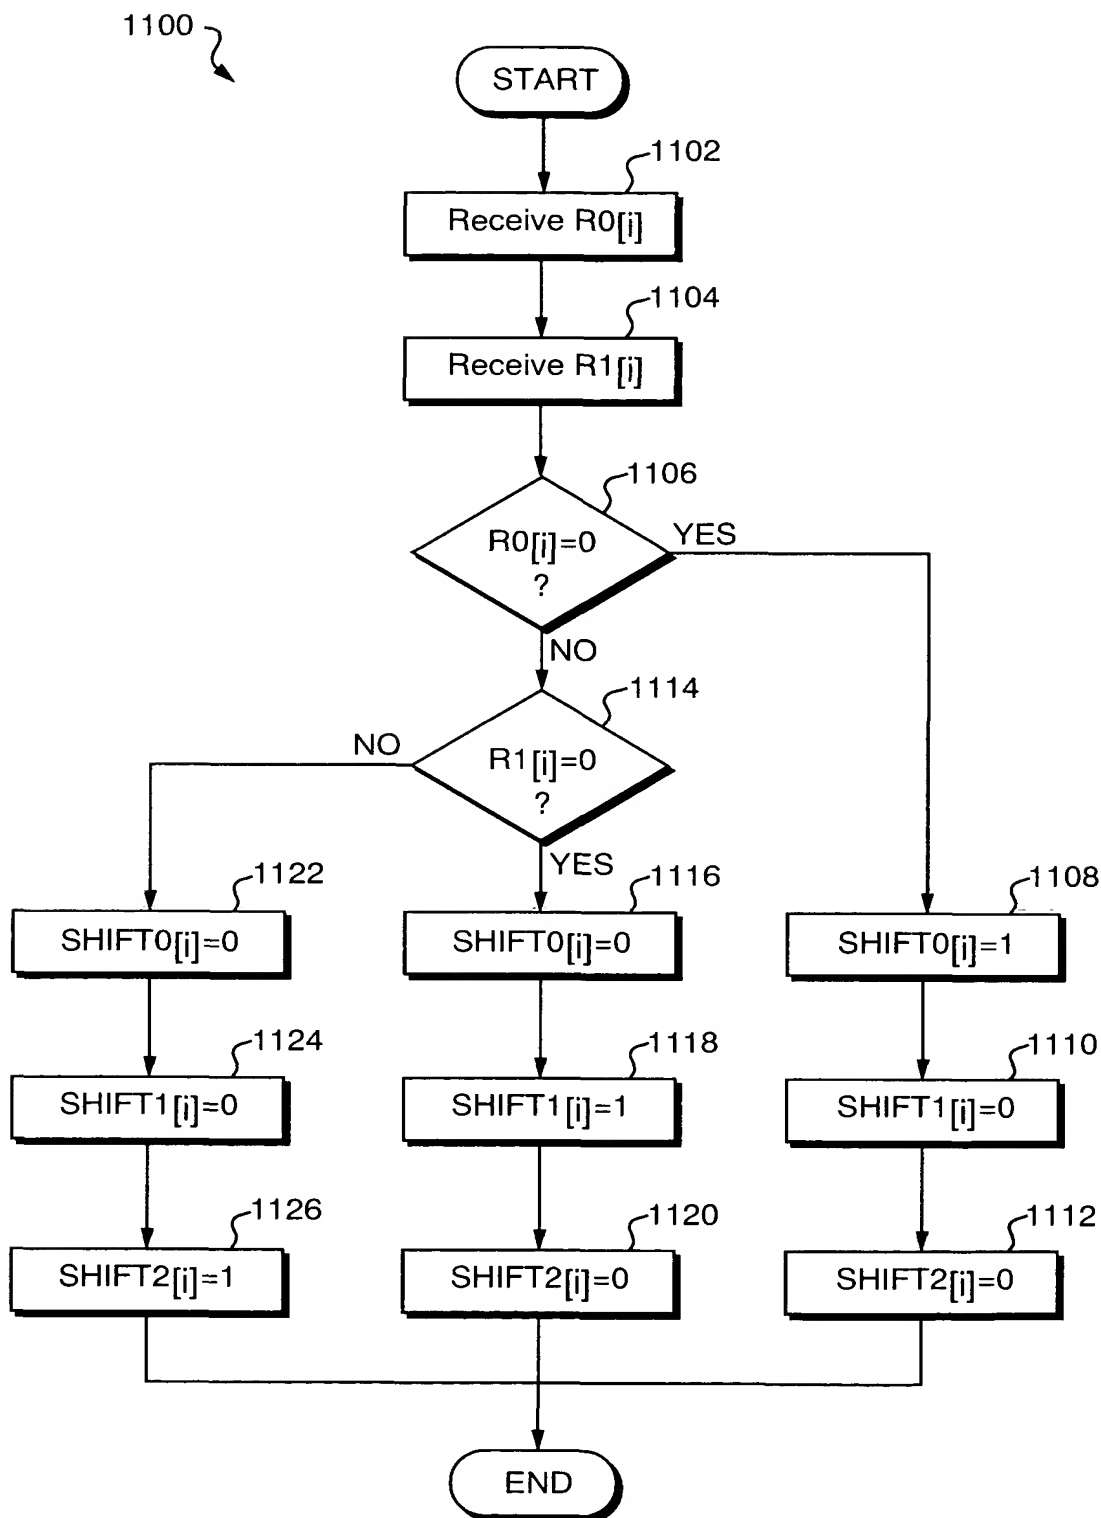 1100
START
1102
Receive R0[i]
1104
Receive R1[i]
1106
R0[i]=0
?
YES
NO
1114
R1[i]=0
?
NO
YES
1122
SHIFT0[i]=0
1116
SHIFT0[i]=0
1108
SHIFT0[i]=1
1124
SHIFT1[i]=0
1118
SHIFT1[i]=1
1110
SHIFT1[i]=0
1126
SHIFT2[i]=1
1120
SHIFT2[i]=0
1112
SHIFT2[i]=0
END